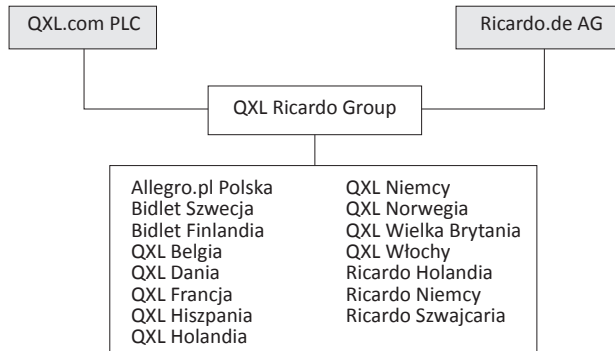 QXL.com PLC
Ricardo.de AG
QXL Ricardo Group
Allegro.pl Polska
Bidlet Szwecja
Bidlet Finlandia
QXL Belgia
QXL Dania
QXL Francja
QXL Hiszpania
QXL Holandia
QXL Niemcy
QXL Norwegia
QXL Wielka Brytania
QXL Włochy
Ricardo Holandia
Ricardo Niemcy
Ricardo Szwajcaria